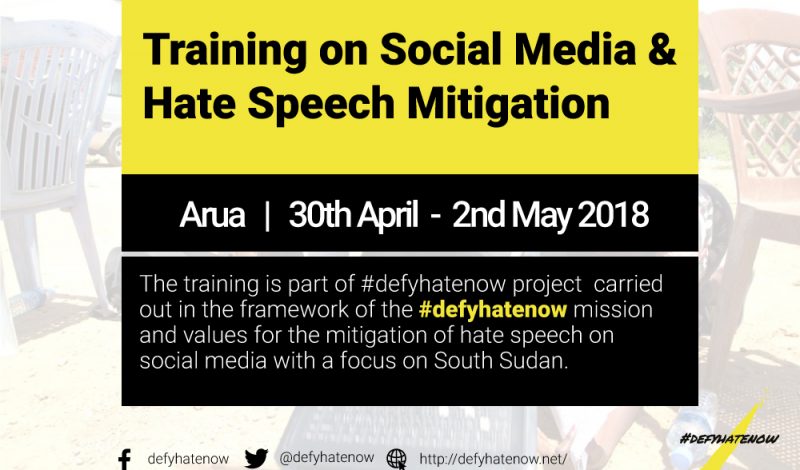 Training on Social Media &
Hate Speech Mitigation
Arua | 30th April - 2nd May 2018
The training is part of #defyhatenow project carried
out in the framework of the #defyhatenow mission
and values for the mitigation of hate speech on
social media with a focus on South Sudan.
#DEFYHATENOW
defyhatenow @defyhatenow http://defyhatenow.net/